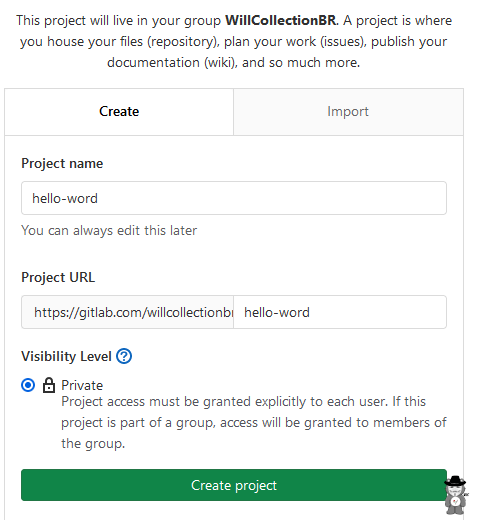 This project will live in your group WillCollectionBR. A project is where
you house your files (repository), plan your work (issues), publish your
documentation (wiki), and so much more.
Create
Import
Project name
hello-word
You can always edit this later
Project URL
https://gitlab.com/willcollectionbr
hello-word
Visibility Level
Private
Project access must be granted explicitly to each user. If this
project is part of a group, access will be granted to members of
the group.
Create project